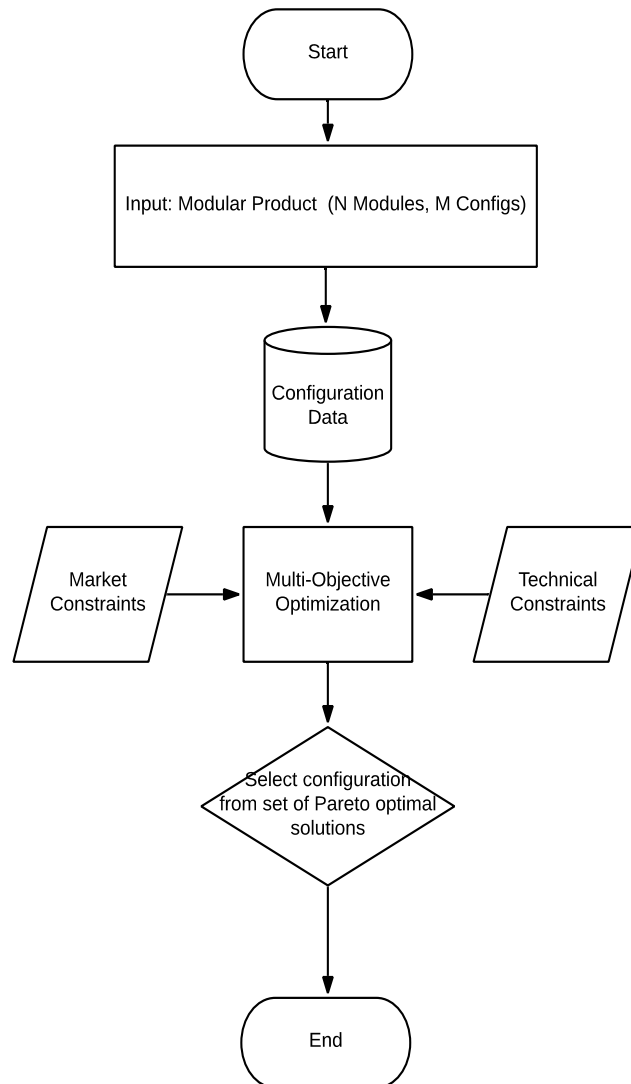 Start
Input: Modular Product  (N Modules, M Configs)
Configuration
Data
Market
Constraints
Multi-Objective
Optimization
Technical
Constraints
Select configuration
from set of Pareto optimal
solutions
End